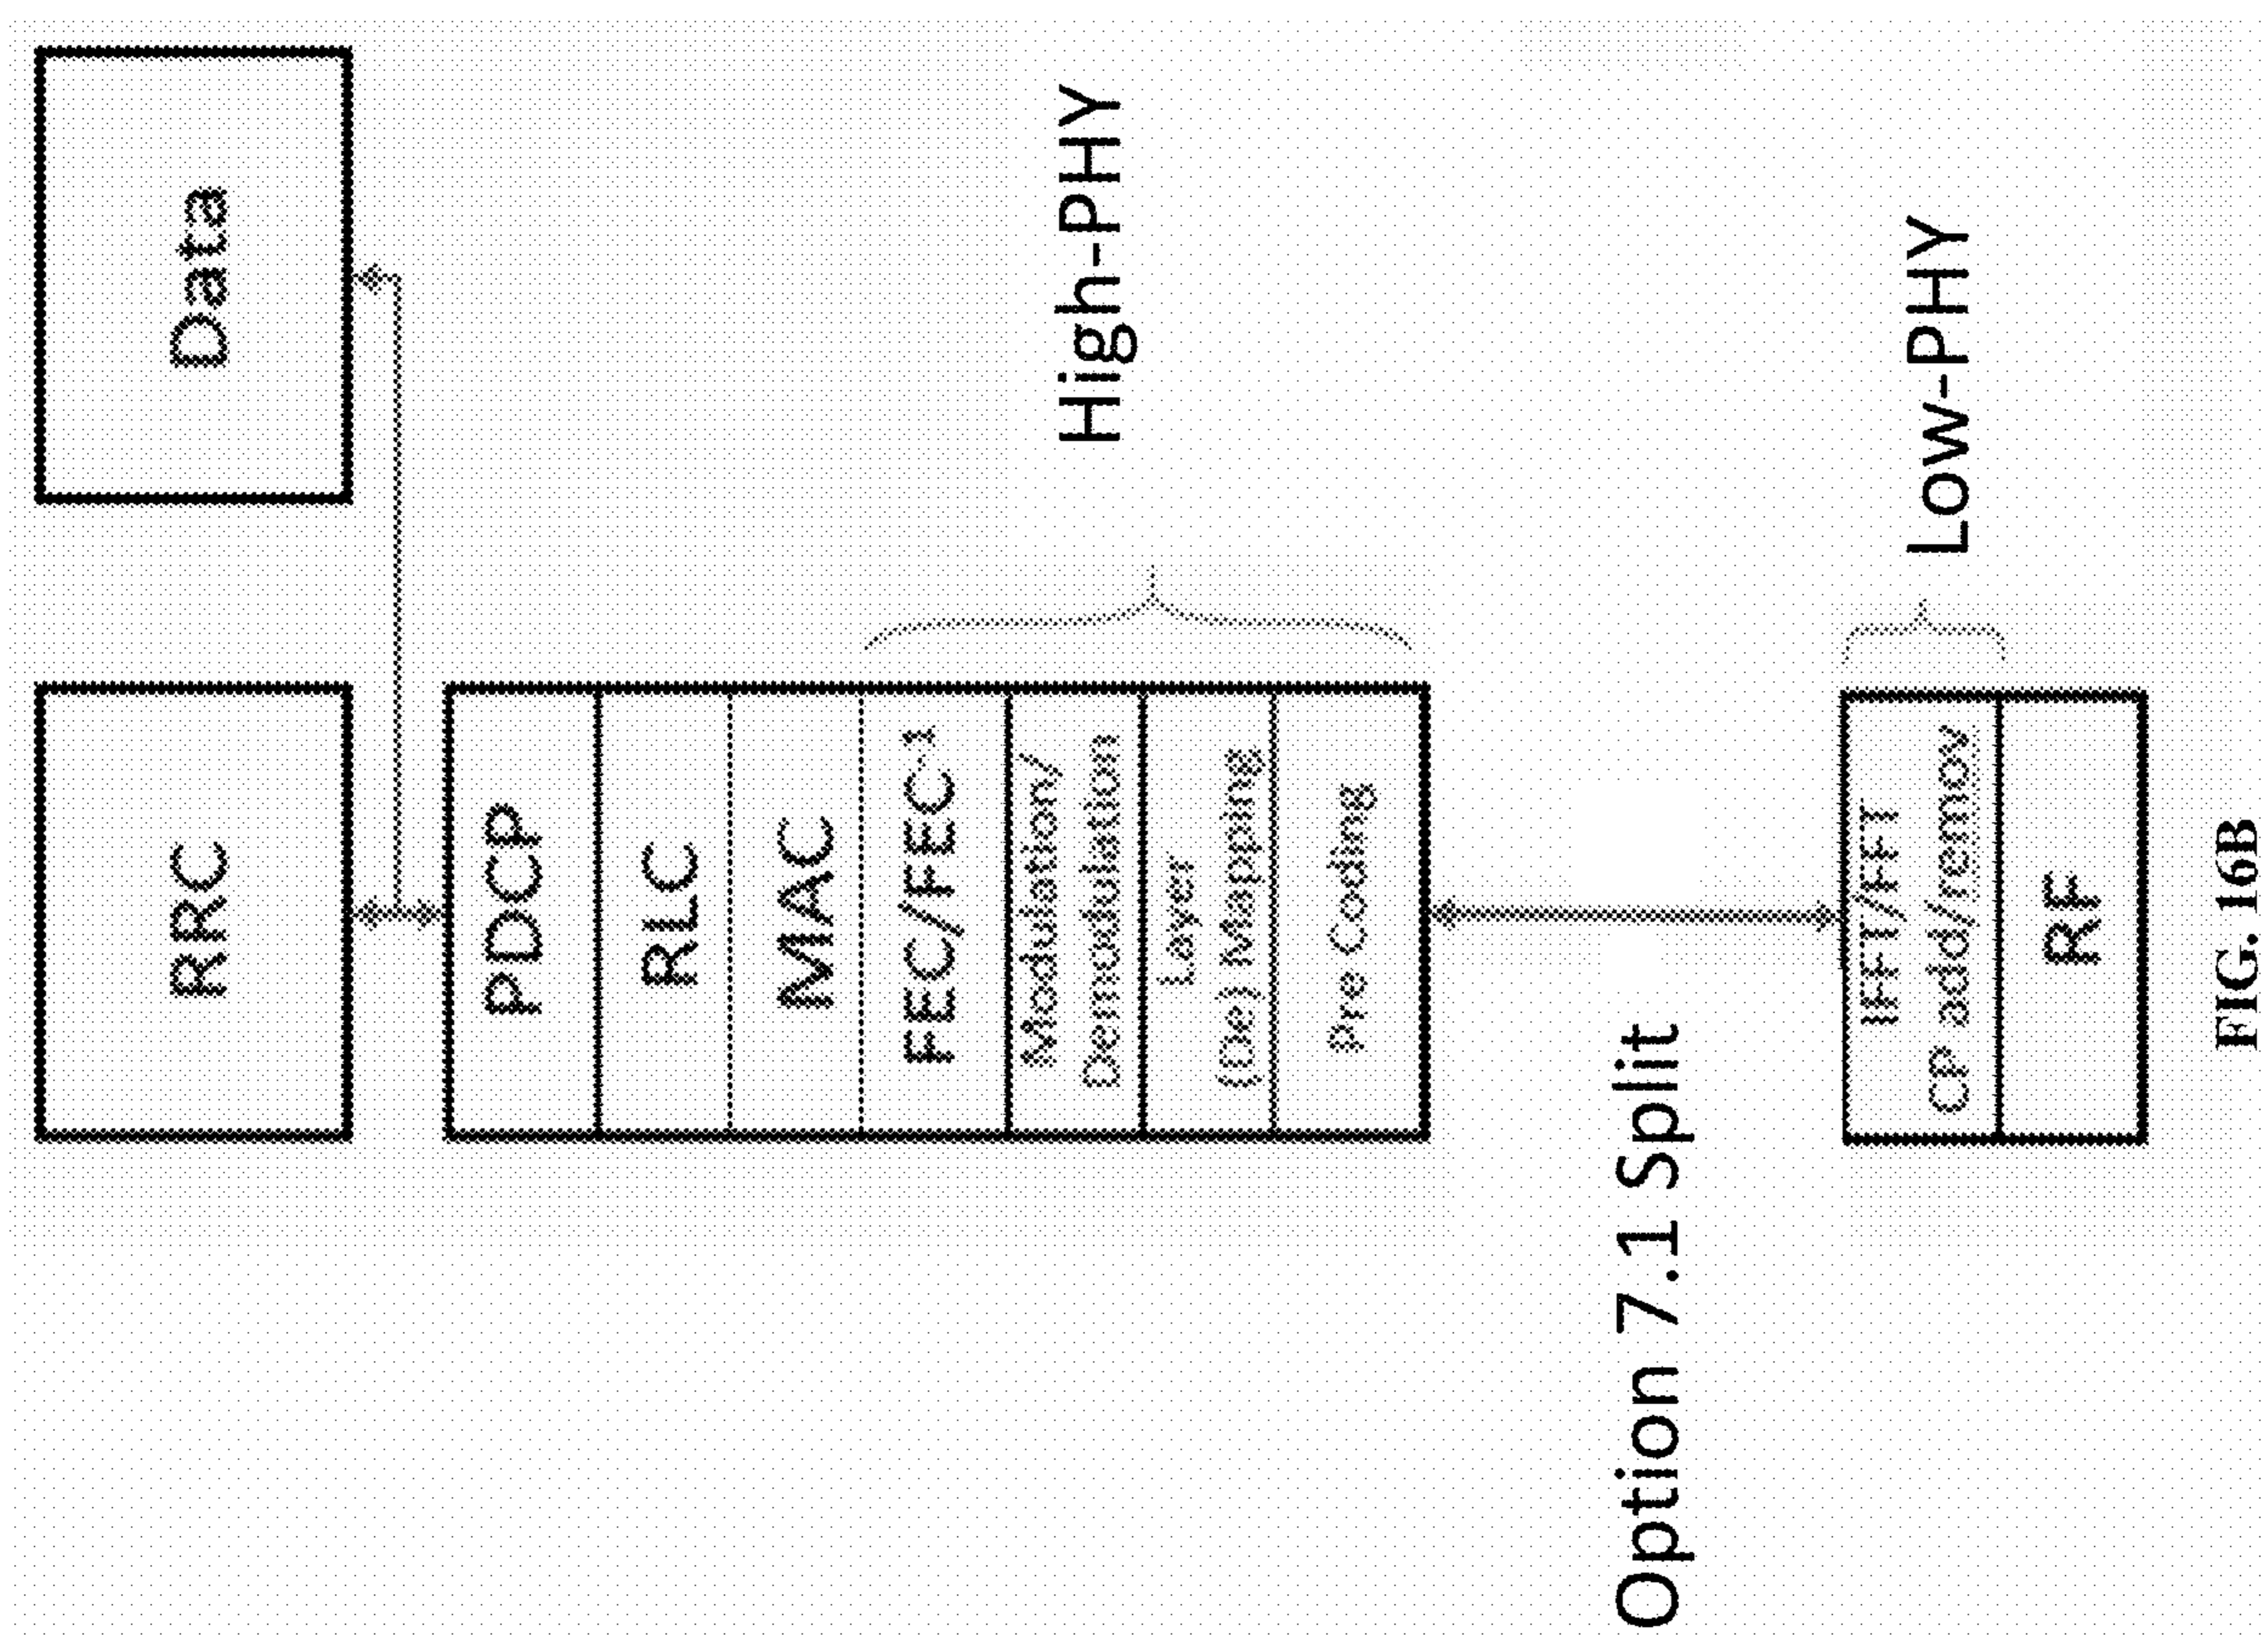 RRC
Data
PDCP
RLC
MAC
FEC/FEC-1
Modulation/
Demodulation
Layer
(De) Mapping
Pre Coding
High-PHY
Option 7.1 Split
IFFT/FFT
CP add/remov
Low-PHY
RF
FIG. 16B